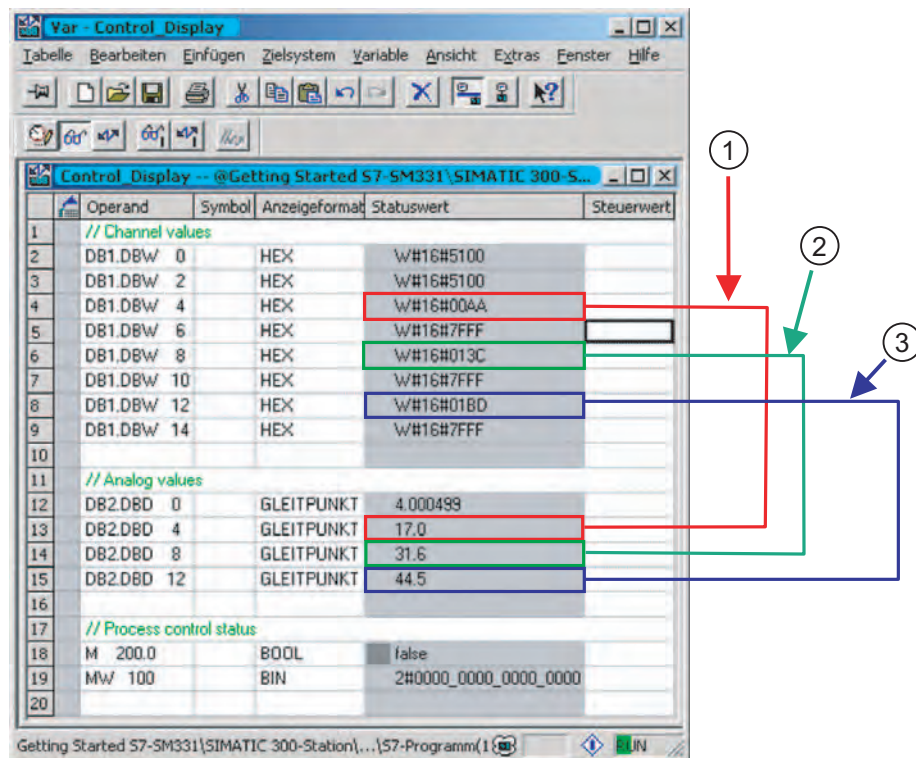 Var - Control_Display
Tabelle Bearbeiten Einfügen Zielsystem Variable Ansicht Extras Fenster Hilfe
Control_Display -- @Getting Started S7-SM331\SIMATIC 300-S...
Operand Symbol Anzeigeformat Statuswert Steuerwert
1 // Channel values
2 DB1.DBW 0 HEX W#16#5100
3 DB1.DBW 2 HEX W#16#5100
4 DB1.DBW 4 HEX W#16#00AA
5 DB1.DBW 6 HEX W#16#7FFF
6 DB1.DBW 8 HEX W#16#013C
7 DB1.DBW 10 HEX W#16#7FFF
8 DB1.DBW 12 HEX W#16#01BD
9 DB1.DBW 14 HEX W#16#7FFF
10
11 // Analog values
12 DB2.DBD 0 GLEITPUNKT 4.000499
13 DB2.DBD 4 GLEITPUNKT 17.0
14 DB2.DBD 8 GLEITPUNKT 31.6
15 DB2.DBD 12 GLEITPUNKT 44.5
16
17 // Process control status
18 M 200.0 BOOL false
19 MW 100 BIN 2#0000_0000_0000_0000
20
Getting Started S7-SM331\SIMATIC 300-Station\...\S7-Programm(1 RUN
1
2
3